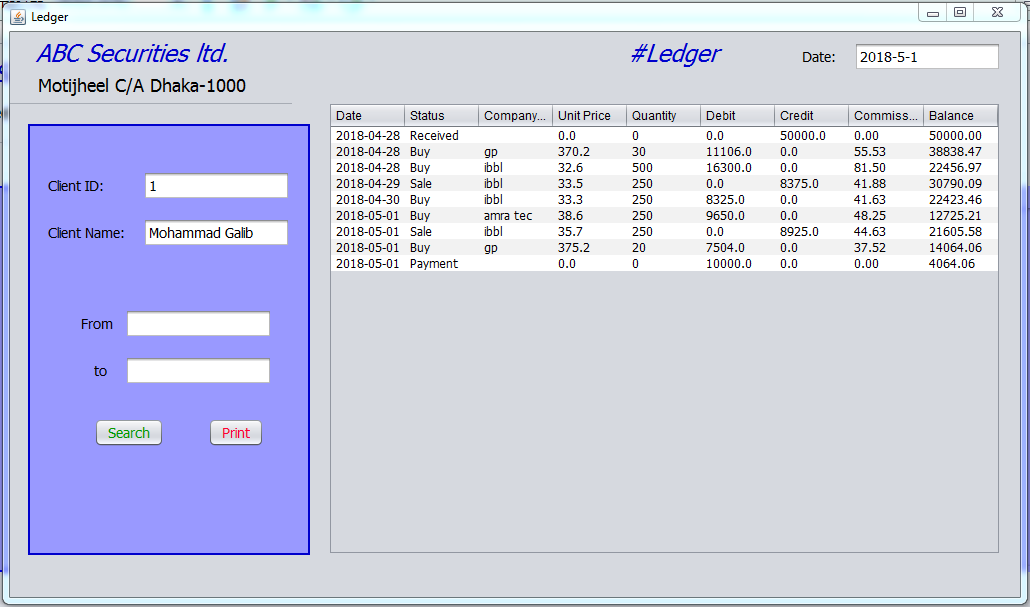 Ledger
ABC Securities ltd.
#Ledger
Date: 2018-5-1
Motijheel C/A Dhaka-1000
Client ID: 1
Client Name: Mohammad Galib
From
to
Search Print
Date Status Company... Unit Price Quantity Debit Credit Commiss... Balance
2018-04-28 Received 0.0 0 0.0 50000.0 0.00 50000.00
2018-04-28 Buy gp 370.2 30 11106.0 0.0 55.53 38838.47
2018-04-28 Buy ibbl 32.6 500 16300.0 0.0 81.50 22456.97
2018-04-29 Sale ibbl 33.5 250 0.0 8375.0 41.88 30790.09
2018-04-30 Buy ibbl 33.3 250 8325.0 0.0 41.63 22423.46
2018-05-01 Buy amra tec 38.6 250 9650.0 0.0 48.25 12725.21
2018-05-01 Sale ibbl 35.7 250 0.0 8925.0 44.63 21605.58
2018-05-01 Buy gp 375.2 20 7504.0 0.0 37.52 14064.06
2018-05-01 Payment 0.0 0 10000.0 0.0 0.00 4064.06